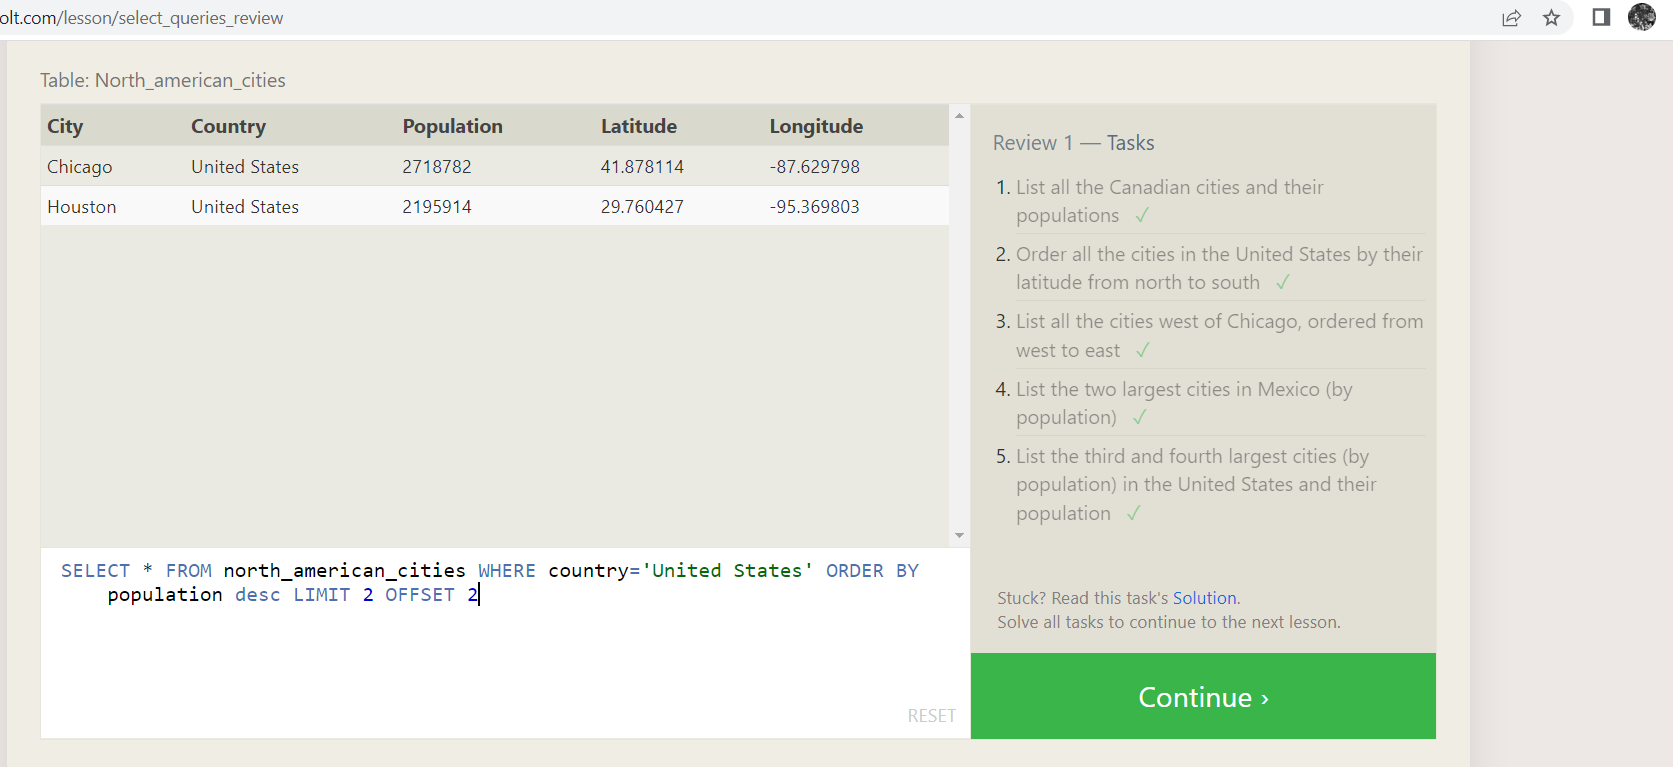 olt.com/lesson/select_queries_review
Table: North_american_cities
City Country Population Latitude Longitude
Chicago United States 2718782 41.878114 -87.629798
Houston United States 2195914 29.760427 -95.369803
SELECT * FROM north_american_cities WHERE country='United States' ORDER BY
population desc LIMIT 2 OFFSET 2
RESET
Review 1 — Tasks
1. List all the Canadian cities and their
populations ✓
2. Order all the cities in the United States by their
latitude from north to south ✓
3. List all the cities west of Chicago, ordered from
west to east ✓
4. List the two largest cities in Mexico (by
population) ✓
5. List the third and fourth largest cities (by
population) in the United States and their
population ✓
Stuck? Read this task's Solution.
Solve all tasks to continue to the next lesson.
Continue ›